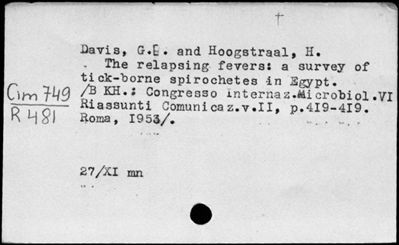 Davis, G.E. and Hoogstraal, H.
The relapsing fevers: a survey of
tick-borne spirochetes in Egypt.
/B KH.: Congresso internaz.Microbiol.VI
Riassunti Comunicaz.v.II, p.419-419.
Roma, 1953/.
Cim 749
R 481
27/XI mn